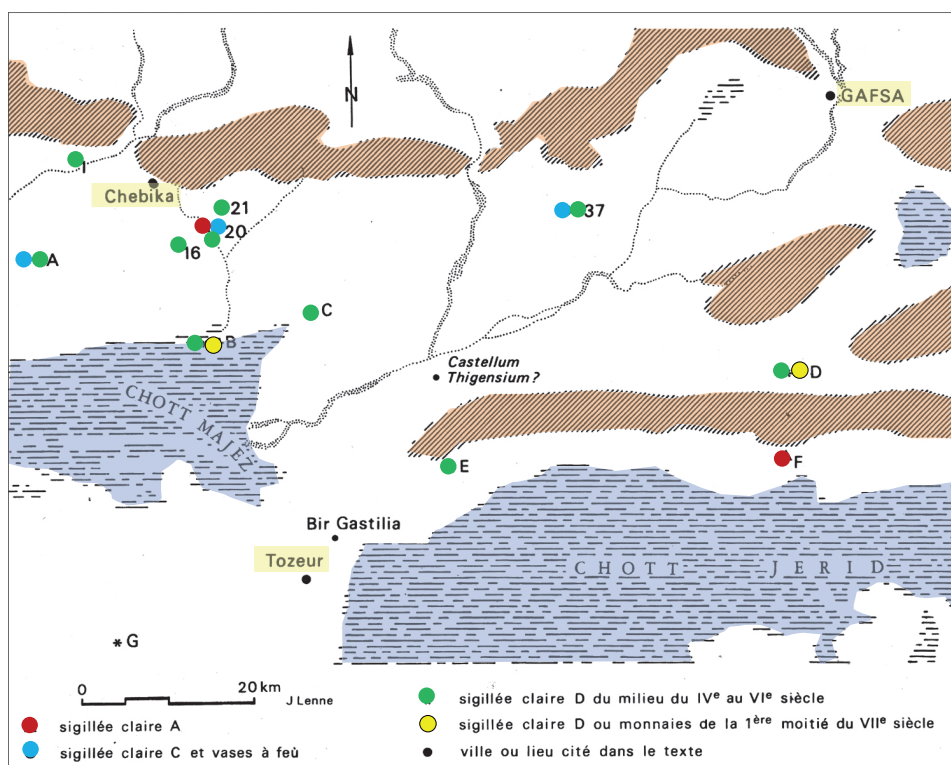 N
GAFSA
I
Chebika
21
20
16
37
A
C
B
Castellum
Thigensium ?
D
CHOTT MAJEZ
E
F
Bir Gastilia
Tozeur
CHOTT JERID
* G
0 20 km
J Lenne
sigillée claire A
sigillée claire C et vases à feù
sigillée claire D du milieu du IVe au VIe siècle
sigillée claire D ou monnaies de la 1ère moitié du VIIe siècle
ville ou lieu cité dans le texte